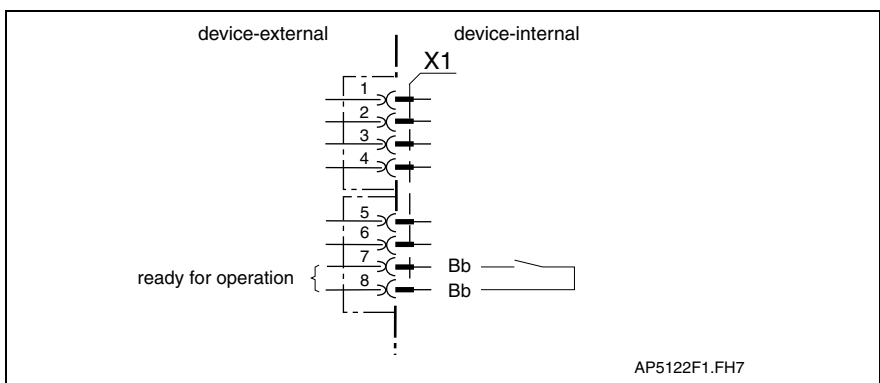 device-external device-internal
X1
1
2
3
4
5
6
7 Bb
ready for operation
8 Bb
AP5122F1.FH7